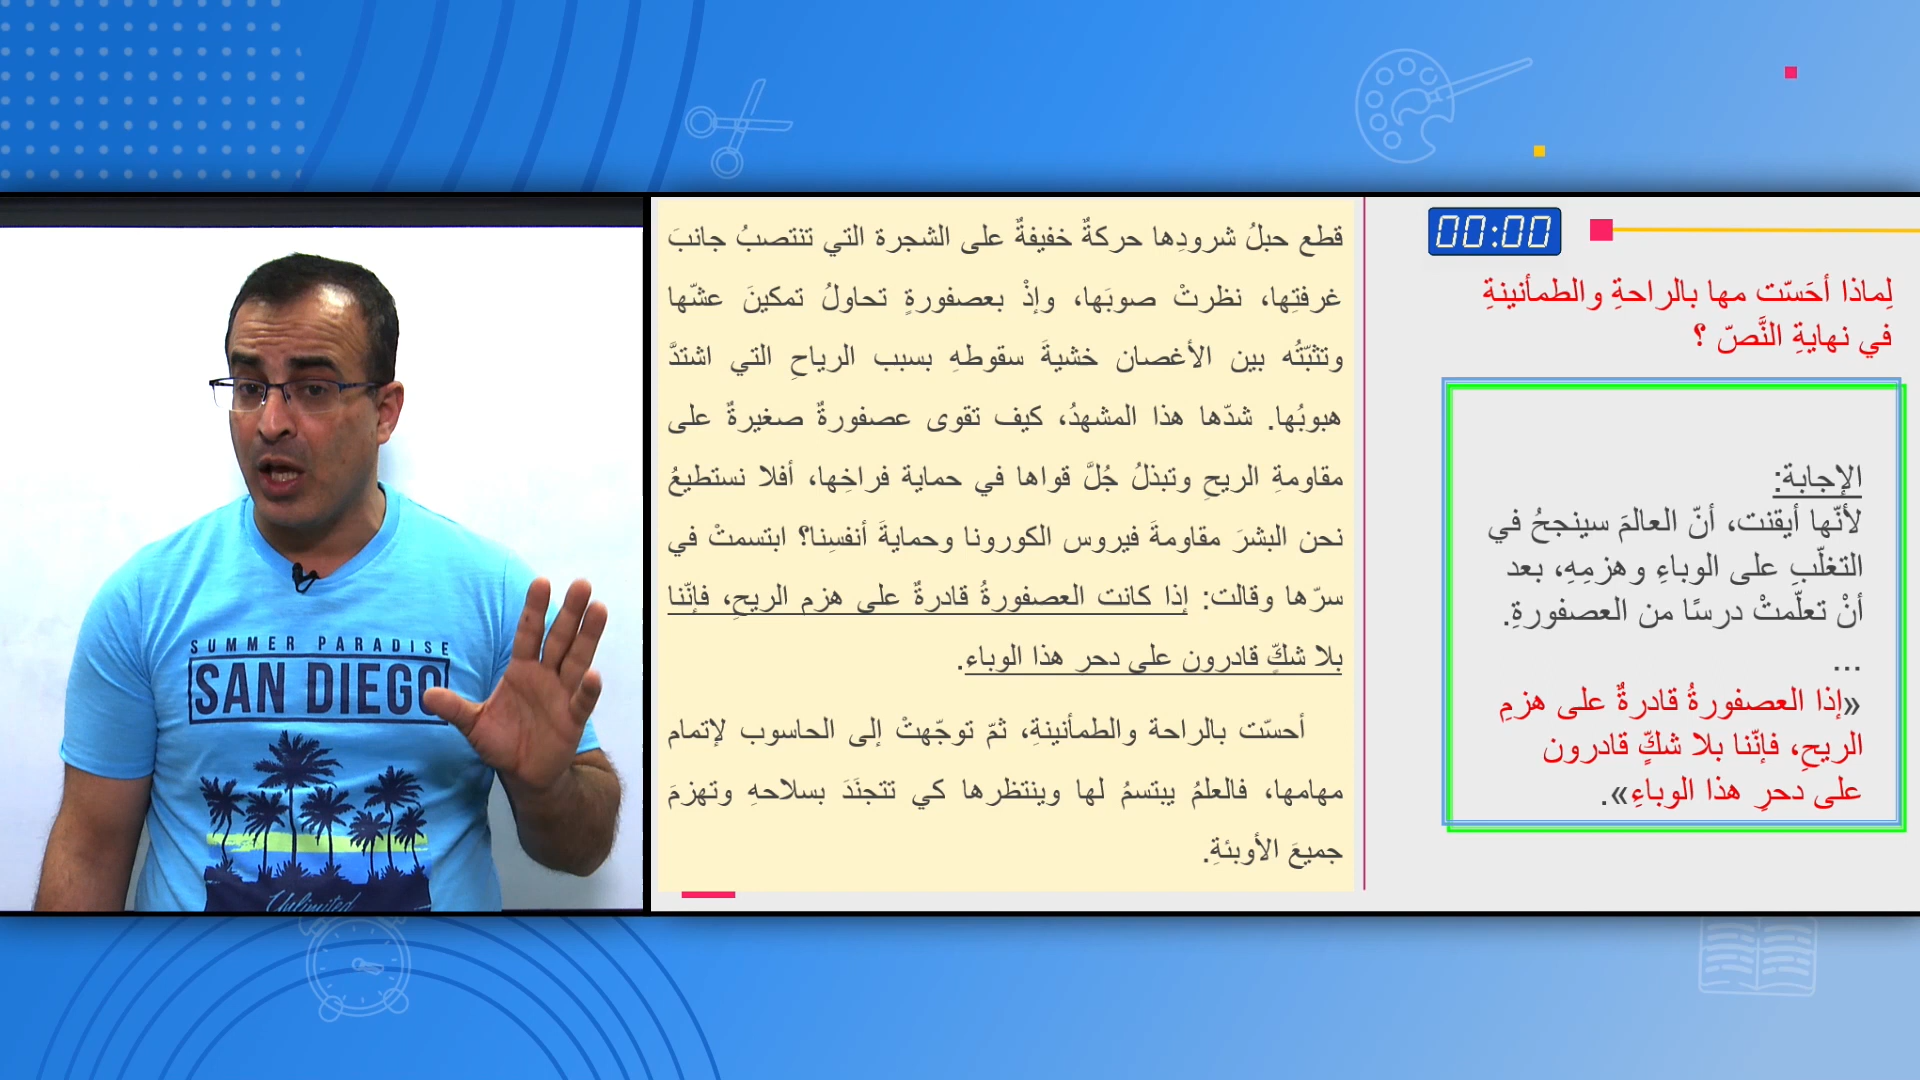 SUMMER PARADISE
SAN DIEGO
Unlimited
قطع حبلُ شرودِها حركةٌ خفيفةٌ على الشجرة التي تنتصبُ جانبَ
غرفتِها، نظرتْ صوبَها، وإذْ بعصفورةٍ تحاولُ تمكينَ عشّها
وتثبّتُه بين الأغصان خشيةَ سقوطهِ بسبب الرياحِ التي اشتدَّ
هبوبُها. شدّها هذا المشهدُ، كيف تقوى عصفورةٌ صغيرةٌ على
مقاومةِ الريحِ وتبذلُ جُلَّ قواها في حماية فراخِها، أفلا نستطيعُ
نحن البشرَ مقاومةَ فيروس الكورونا وحمايةَ أنفسِنا؟ ابتسمتْ في
سرّها وقالت: إذا كانت العصفورةُ قادرةٌ على هزم الريحِ، فإنّنا
بلا شكٍّ قادرون على دحر هذا الوباء.
أحسّت بالراحة والطمأنينةِ، ثمّ توجّهتْ إلى الحاسوب لإتمام
مهامها، فالعلمُ يبتسمُ لها وينتظرها كي تتجنَدَ بسلاحهِ وتهزمَ
جميعَ الأوبئةِ.
00:00
لِماذا أحَسّت مها بالراحةِ والطمأنينةِ
في نهايةِ النَّصّ ؟
الإجابة:
لأنّها أيقنت، أنّ العالمَ سينجحُ في
التغلّبِ على الوباءِ وهزمِهِ، بعد
أنْ تعلّمتْ درسًا من العصفورةِ.
...
«إذا العصفورةُ قادرةٌ على هزمِ
الريحِ، فإنّنا بلا شكٍّ قادرون
على دحرِ هذا الوباءِ».